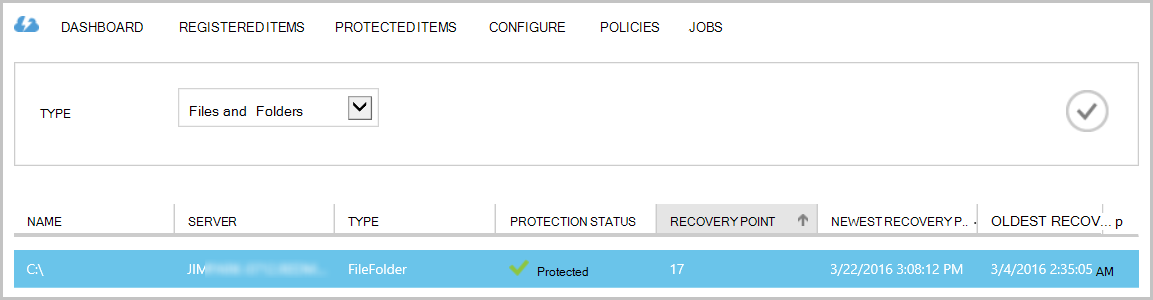 DASHBOARD REGISTERED ITEMS PROTECTED ITEMS CONFIGURE POLICIES JOBS
TYPE Files and Folders
NAME SERVER TYPE PROTECTION STATUS RECOVERY POINT NEWEST RECOVERY P.. OLDEST RECOV... p
C:\ JIM FileFolder Protected 17 3/22/2016 3:08:12 PM 3/4/2016 2:35:05 AM